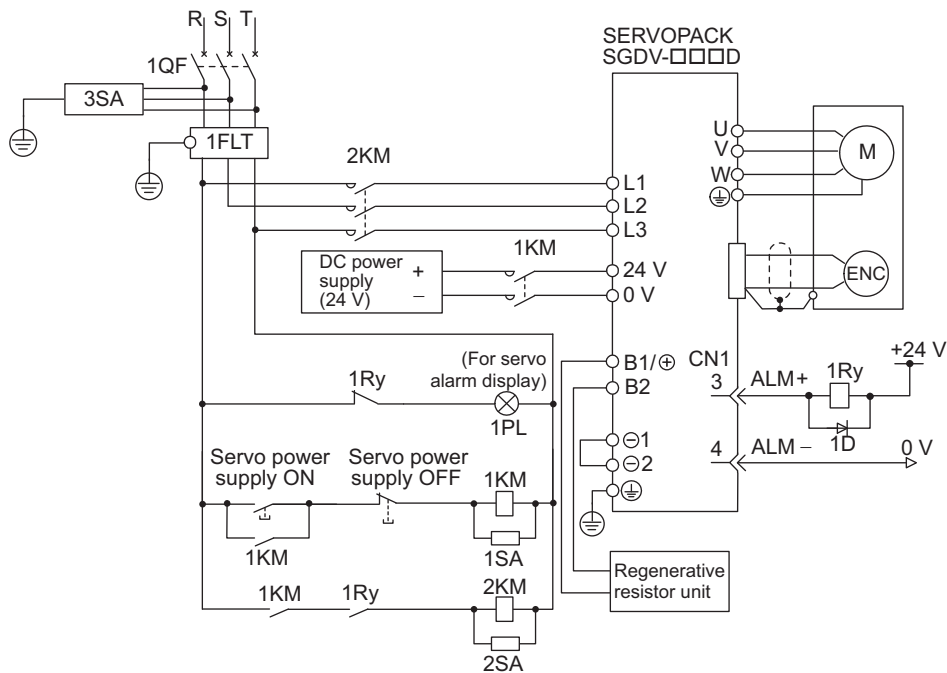 R S T
1QF
3SA
1FLT
2KM
SERVOPACK
SGDV-□□□D
U
V
W
M
L1
L2
L3
1KM
DC power
supply
(24 V)
+
−
24 V
0 V
ENC
B1/⊕
B2
CN1
3
ALM+
1Ry
+24 V
1D
4
ALM −
0 V
(For servo
alarm display)
1Ry
1PL
⊖1
⊖2
Servo power
supply ON
Servo power
supply OFF
1KM
1KM
1SA
Regenerative
resistor unit
1KM
1Ry
2KM
2SA